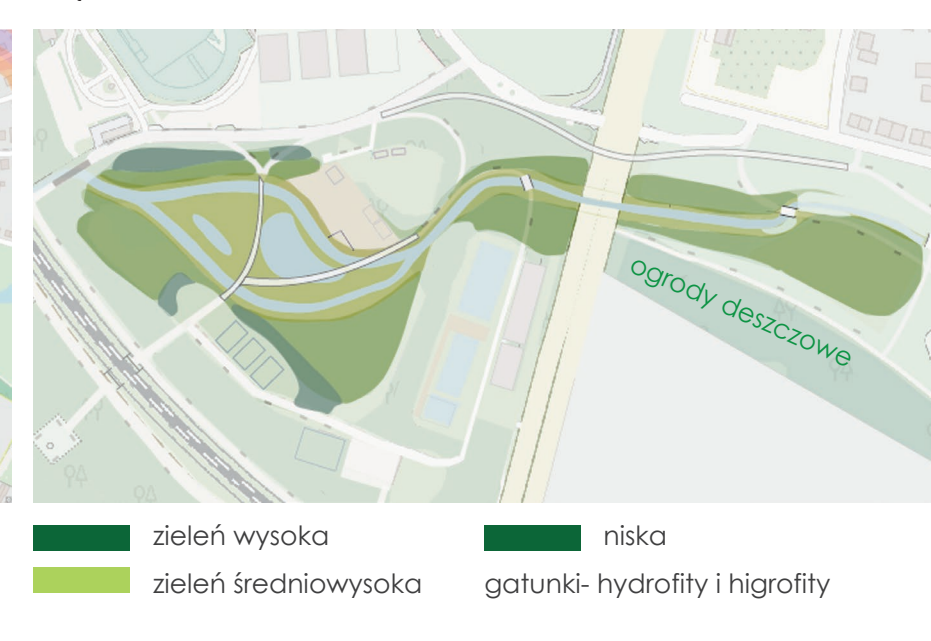 ogrody deszczowe
zieleń wysoka
niska
zieleń średniowysoka
gatunki- hydrofity i higrofity